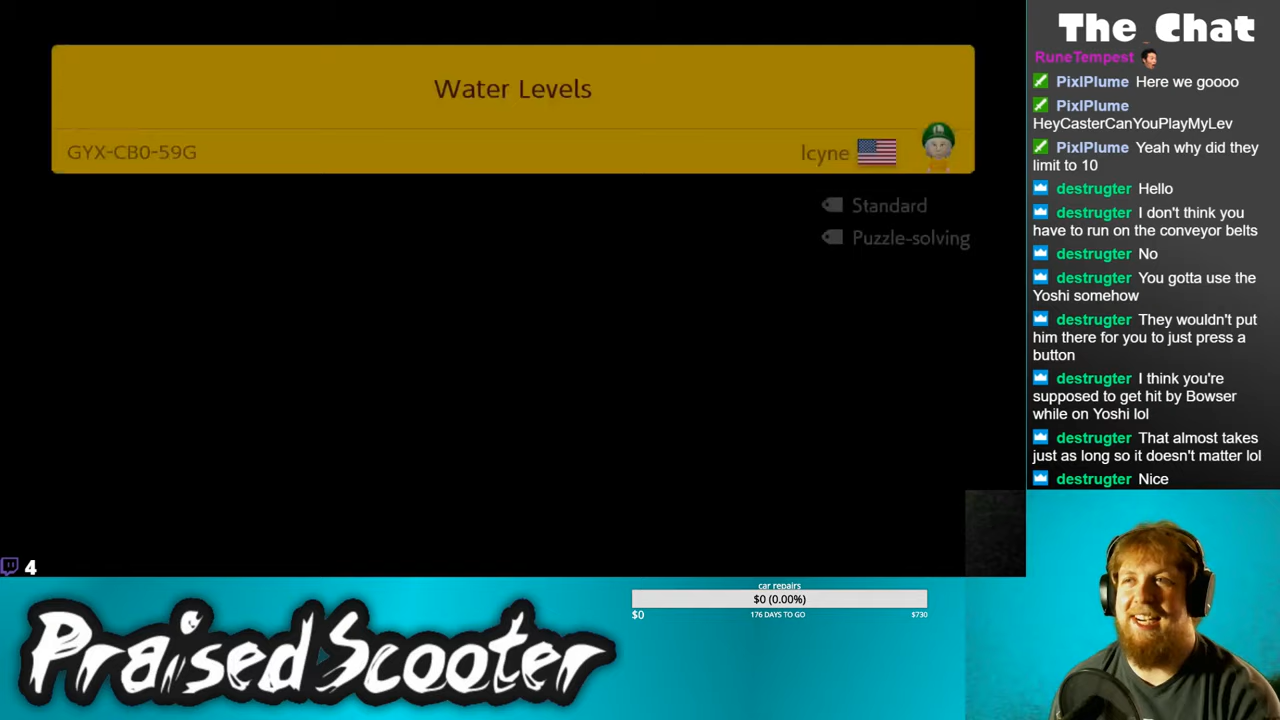 Water Levels
GYX-CB0-59G
lcyne
Standard
Puzzle-solving
4
PraisedScooter
car repairs
$0 (0.00%)
$0 176 DAYS TO GO $730
The Chat
RuneTempest
PixlPlume Here we goooo
PixlPlume
HeyCasterCanYouPlayMyLev
PixlPlume Yeah why did they
limit to 10
destrugter Hello
destrugter I don't think you
have to run on the conveyor belts
destrugter No
destrugter You gotta use the
Yoshi somehow
destrugter They wouldn't put
him there for you to just press a
button
destrugter I think you're
supposed to get hit by Bowser
while on Yoshi lol
destrugter That almost takes
just as long so it doesn't matter lol
destrugter Nice